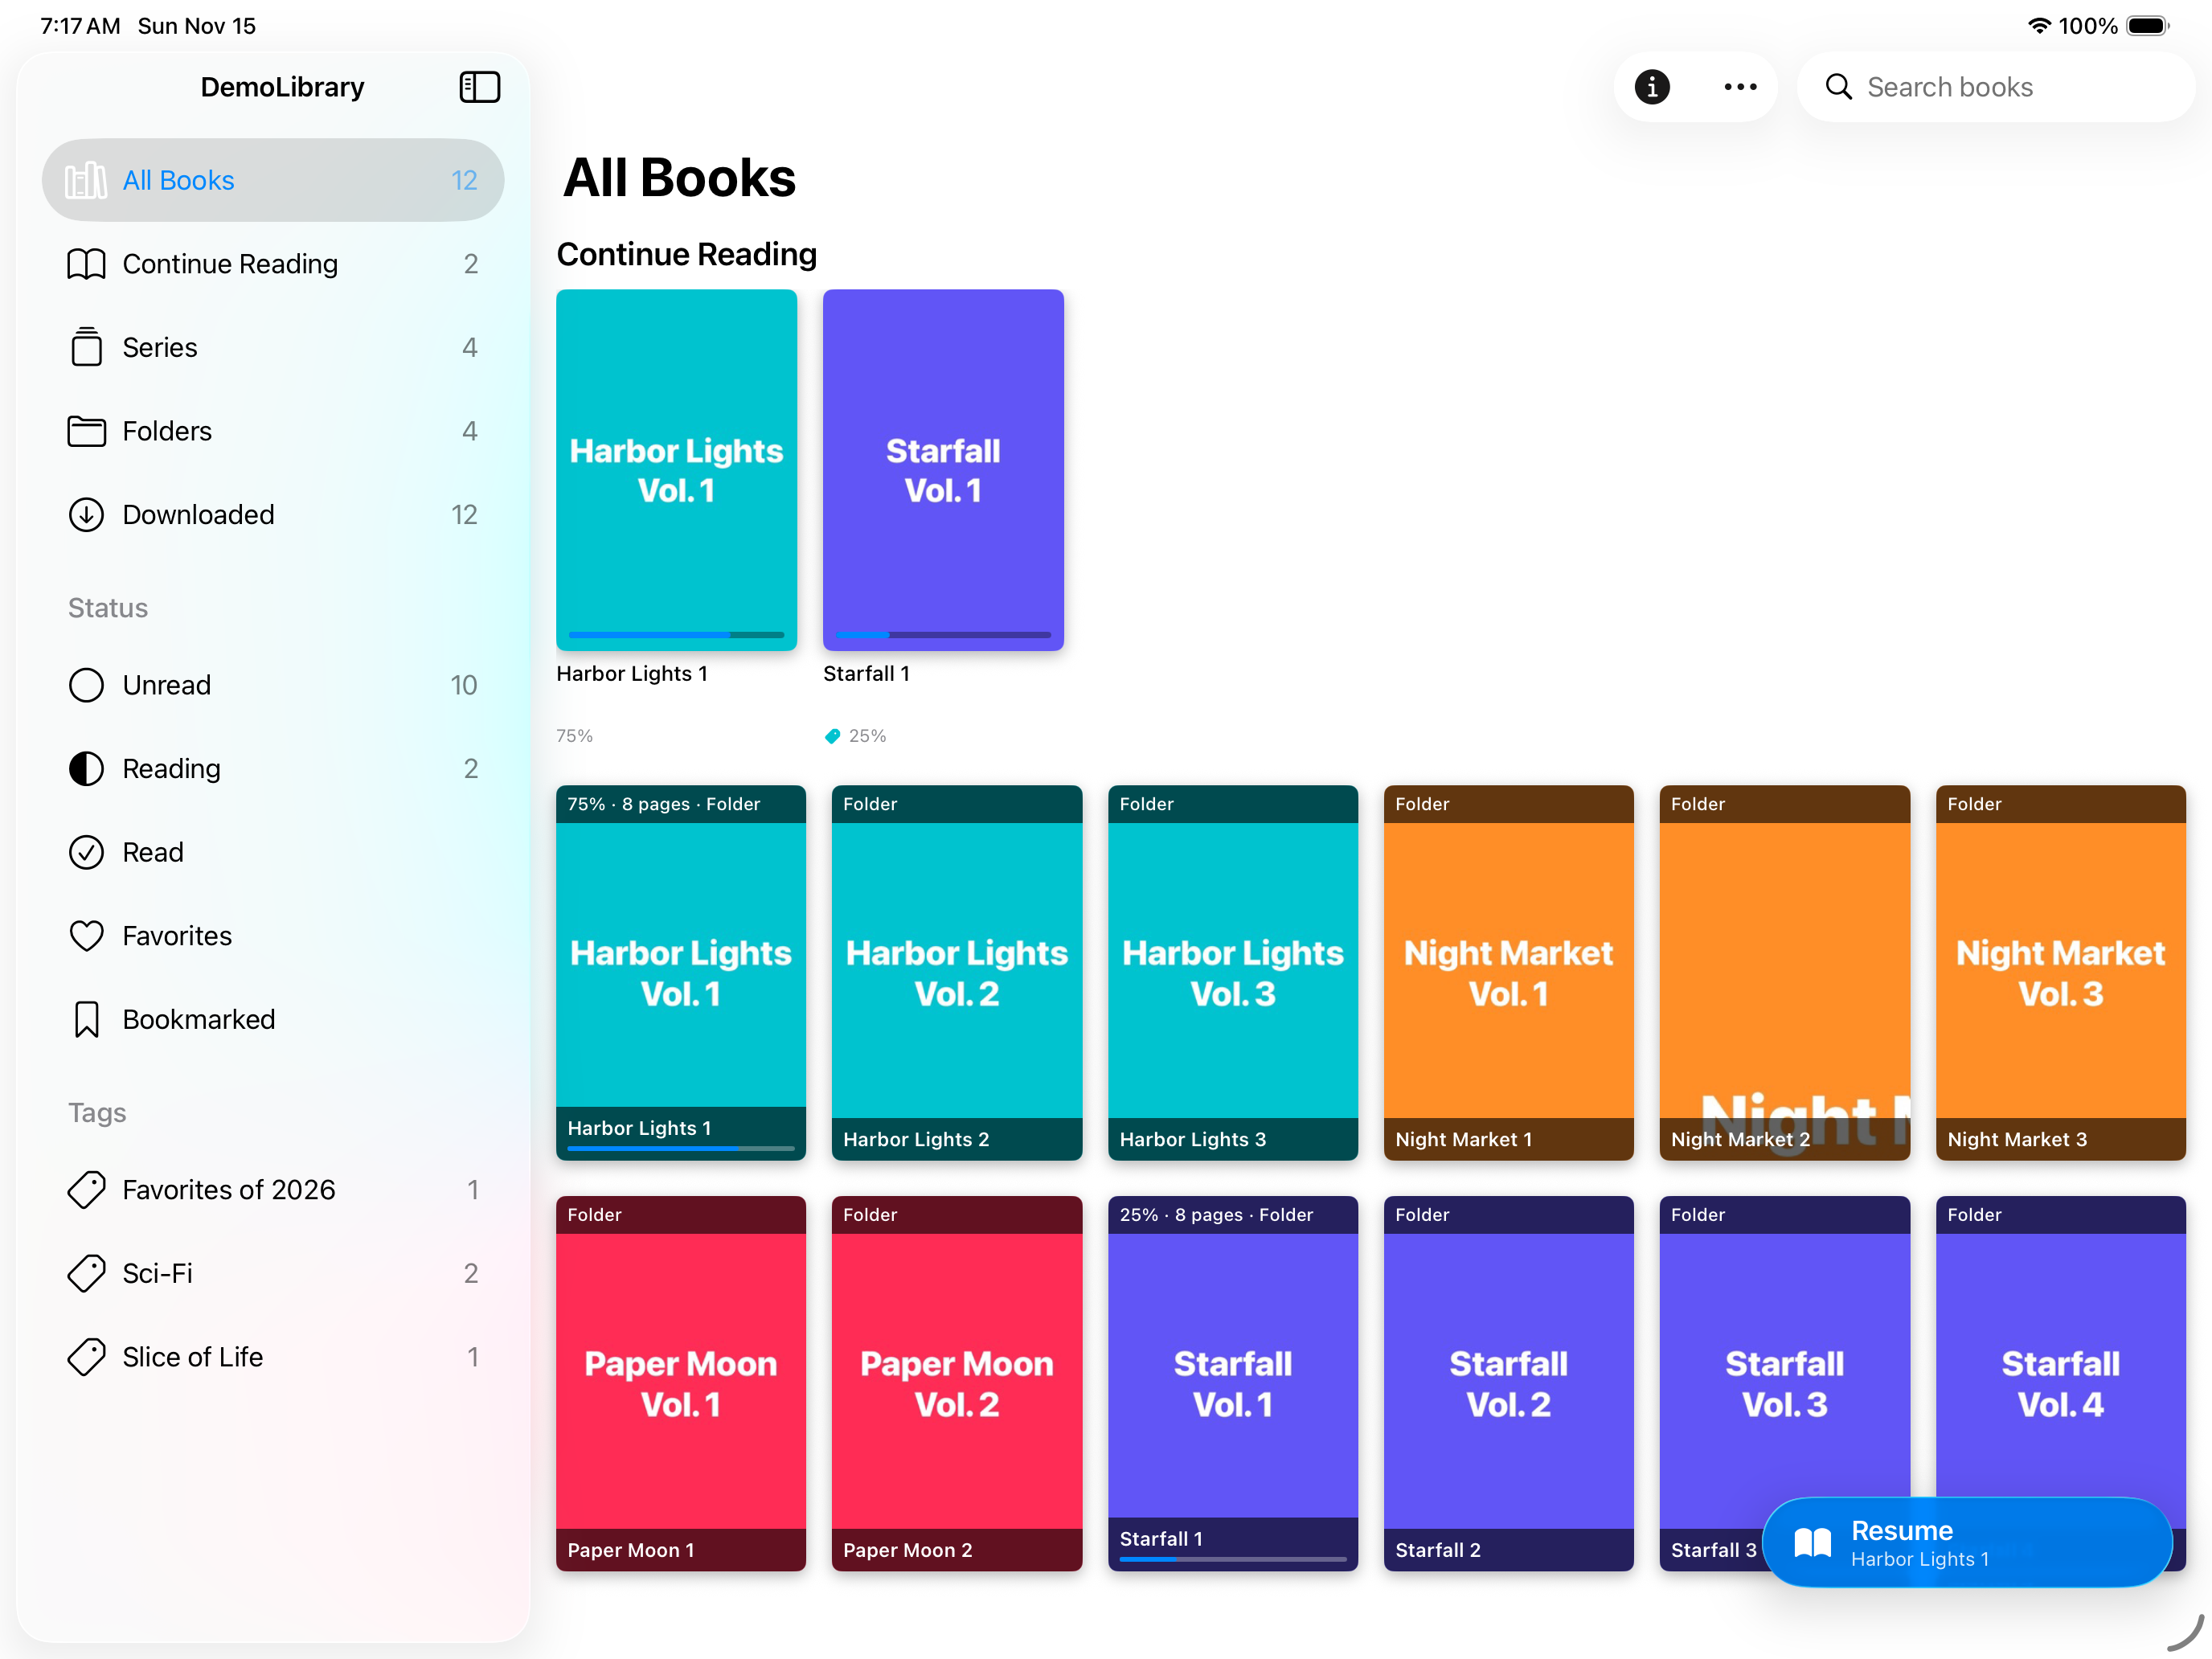 7:17 AM Sun Nov 15
100%
DemoLibrary
Search books
All Books 12
Continue Reading 2
Series 4
Folders 4
Downloaded 12
Status
Unread 10
Reading 2
Read
Favorites
Bookmarked
Tags
Favorites of 2026 1
Sci-Fi 2
Slice of Life 1
All Books
Continue Reading
Harbor Lights
Vol. 1
Harbor Lights 1
75%
Starfall
Vol. 1
Starfall 1
25%
75% · 8 pages · Folder
Harbor Lights
Vol. 1
Harbor Lights 1
Folder
Harbor Lights
Vol. 2
Harbor Lights 2
Folder
Harbor Lights
Vol. 3
Harbor Lights 3
Folder
Night Market
Vol. 1
Night Market 1
Folder
Night M
Night Market 2
Folder
Night Market
Vol. 3
Night Market 3
Folder
Paper Moon
Vol. 1
Paper Moon 1
Folder
Paper Moon
Vol. 2
Paper Moon 2
25% · 8 pages · Folder
Starfall
Vol. 1
Starfall 1
Folder
Starfall
Vol. 2
Starfall 2
Folder
Starfall
Vol. 3
Starfall 3
Folder
Starfall
Vol. 4
Resume
Harbor Lights 1